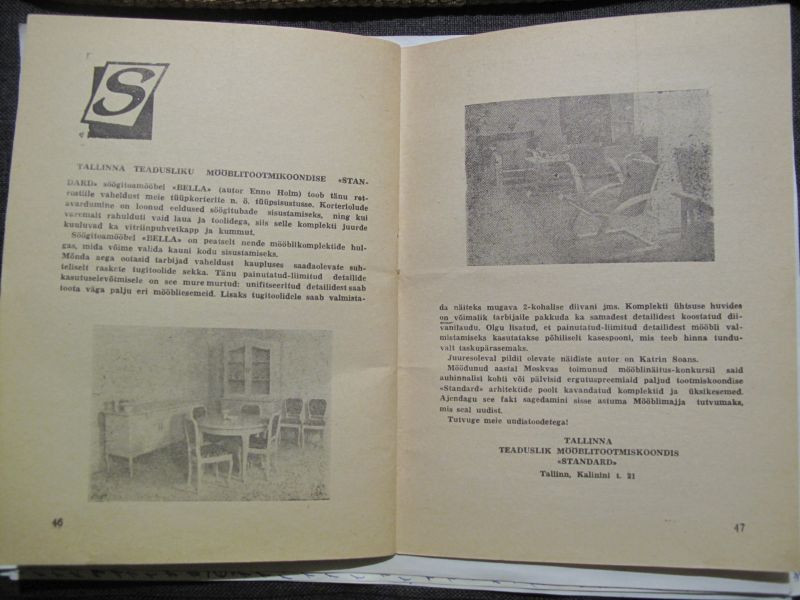 S
TALLINNA TEADUSLIKU MÖÖBLITOOTMIKOONDISE «STAN-
DARD» söögitoamööbel «BELLA» (autor Enno Holm) toob tänu ret-
rostiile vaheldust meie tüüpkorterite n. ö. tüüpsisustusse. Korteriolude
avardumine on loonud eeldused söögitubade sisustamiseks, ning kui
varemalt rahulduti vaid laua ja toolidega, siis selle komplekti juurde
kuuluvad ka vitriinpuhvetkapp ja kummut.
Söögitoamööbel «BELLA» on peatselt nende mööblikomplektide hul-
gas, mida võime valida kauni kodu sisustamiseks.
Mõnda aega ootasid tarbijad vaheldust kaupluses saadaolevate suh-
teliselt raskete tugitoolide sekka. Tänu painutatud-liimitud detailide
kasutuselevõtmisele on see mure murtud: unifitseeritud detailidest saab
toota väga palju eri mööbliesemeid. Lisaks tugitoolidele saab valmista-
46
da näiteks mugava 2-kohalise diivani jms. Komplekti ühtsuse huvides
on võimalik tarbijaile pakkuda ka samadest detailidest koostatud dii-
vanilaudu. Olgu lisatud, et painutatud-liimitud detailidest mööbli val-
mistamiseks kasutatakse põhiliselt kasespooni, mis teeb hinna tundu-
valt taskupärasemaks.
Juuresoleval pildil olevate näidiste autor on Katrin Soans.
Möödunud aastal Moskvas toimunud mööblinäitus-konkursil said
auhinnalisi kohti või pälvisid ergutuspreemiaid paljud tootmiskoondise
«Standard» arhitektide poolt kavandatud komplektid ja üksikesemed.
Ajendagu see fakt sagedamini sisse astuma Mööblimajja tutvumaks,
mis seal uudist.
Tutvuge meie uudistoodetega!
TALLINNA
TEADUSLIK MÖÖBLITOOTMISKOONDIS
«STANDARD»
Tallinn, Kalinini t. 21
47